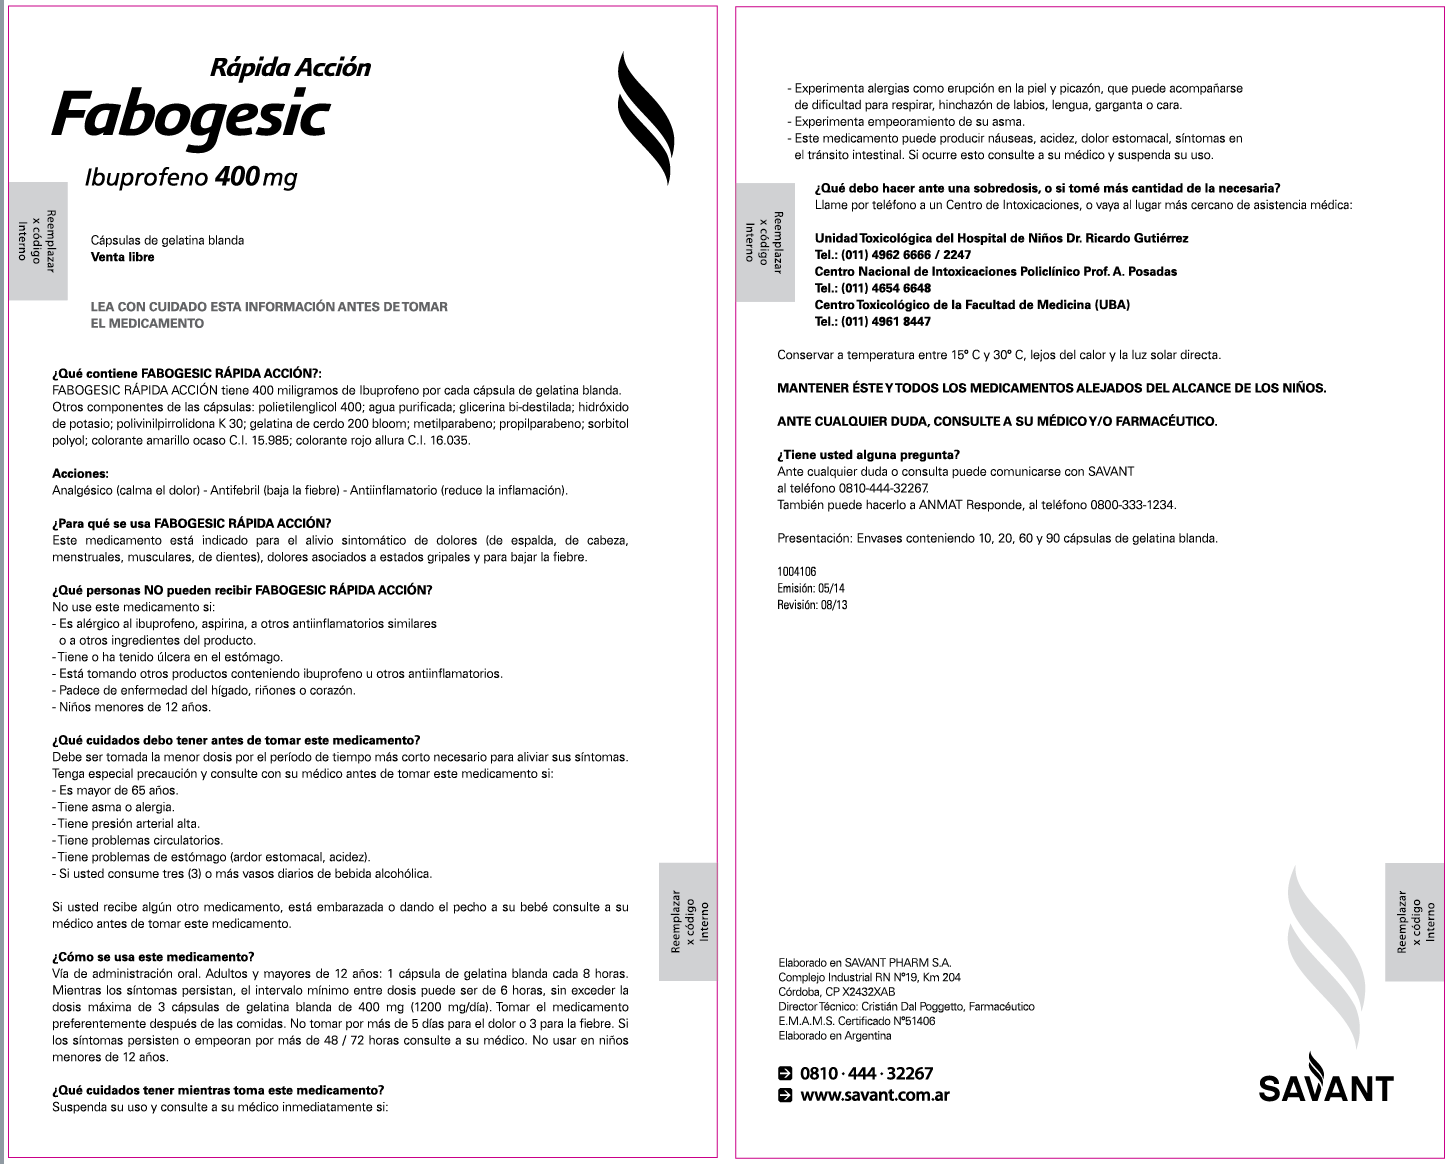 Rápida Acción
Fabogesic
Ibuprofeno 400 mg
Reemplazar
x código
Interno
Cápsulas de gelatina blanda
Venta libre
LEA CON CUIDADO ESTA INFORMACIÓN ANTES DE TOMAR
EL MEDICAMENTO
¿Qué contiene FABOGESIC RÁPIDA ACCIÓN?:
FABOGESIC RÁPIDA ACCIÓN tiene 400 miligramos de Ibuprofeno por cada cápsula de gelatina blanda.
Otros componentes de las cápsulas: polietilenglicol 400; agua purificada; glicerina bi-destilada; hidróxido
de potasio; polivinilpirrolidona K 30; gelatina de cerdo 200 bloom; metilparabeno; propilparabeno; sorbitol
polyol; colorante amarillo ocaso C.I. 15.985; colorante rojo allura C.I. 16.035.
Acciones:
Analgésico (calma el dolor) - Antifebril (baja la fiebre) - Antiinflamatorio (reduce la inflamación).
¿Para qué se usa FABOGESIC RÁPIDA ACCIÓN?
Este medicamento está indicado para el alivio sintomático de dolores (de espalda, de cabeza,
menstruales, musculares, de dientes), dolores asociados a estados gripales y para bajar la fiebre.
¿Qué personas NO pueden recibir FABOGESIC RÁPIDA ACCIÓN?
No use este medicamento si:
- Es alérgico al ibuprofeno, aspirina, a otros antiinflamatorios similares
o a otros ingredientes del producto.
- Tiene o ha tenido úlcera en el estómago.
- Está tomando otros productos conteniendo ibuprofeno u otros antiinflamatorios.
- Padece de enfermedad del hígado, riñones o corazón.
- Niños menores de 12 años.
¿Qué cuidados debo tener antes de tomar este medicamento?
Debe ser tomada la menor dosis por el período de tiempo más corto necesario para aliviar sus síntomas.
Tenga especial precaución y consulte con su médico antes de tomar este medicamento si:
- Es mayor de 65 años.
- Tiene asma o alergia.
- Tiene presión arterial alta.
- Tiene problemas circulatorios.
- Tiene problemas de estómago (ardor estomacal, acidez).
- Si usted consume tres (3) o más vasos diarios de bebida alcohólica.
Si usted recibe algún otro medicamento, está embarazada o dando el pecho a su bebé consulte a su
médico antes de tomar este medicamento.
¿Cómo se usa este medicamento?
Vía de administración oral. Adultos y mayores de 12 años: 1 cápsula de gelatina blanda cada 8 horas.
Mientras los síntomas persistan, el intervalo mínimo entre dosis puede ser de 6 horas, sin exceder la
dosis máxima de 3 cápsulas de gelatina blanda de 400 mg (1200 mg/día). Tomar el medicamento
preferentemente después de las comidas. No tomar por más de 5 días para el dolor o 3 para la fiebre. Si
los síntomas persisten o empeoran por más de 48 / 72 horas consulte a su médico. No usar en niños
menores de 12 años.
¿Qué cuidados tener mientras toma este medicamento?
Suspenda su uso y consulte a su médico inmediatamente si:
Reemplazar
x código
Interno
- Experimenta alergias como erupción en la piel y picazón, que puede acompañarse
de dificultad para respirar, hinchazón de labios, lengua, garganta o cara.
- Experimenta empeoramiento de su asma.
- Este medicamento puede producir náuseas, acidez, dolor estomacal, síntomas en
el tránsito intestinal. Si ocurre esto consulte a su médico y suspenda su uso.
Reemplazar
x código
Interno
¿Qué debo hacer ante una sobredosis, o si tomé más cantidad de la necesaria?
Llame por teléfono a un Centro de Intoxicaciones, o vaya al lugar más cercano de asistencia médica:
Unidad Toxicológica del Hospital de Niños Dr. Ricardo Gutiérrez
Tel.: (011) 4962 6666 / 2247
Centro Nacional de Intoxicaciones Policlínico Prof. A. Posadas
Tel.: (011) 4654 6648
Centro Toxicológico de la Facultad de Medicina (UBA)
Tel.: (011) 4961 8447
Conservar a temperatura entre 15º C y 30º C, lejos del calor y la luz solar directa.
MANTENER ÉSTE Y TODOS LOS MEDICAMENTOS ALEJADOS DEL ALCANCE DE LOS NIÑOS.
ANTE CUALQUIER DUDA, CONSULTE A SU MÉDICO Y/O FARMACÉUTICO.
¿Tiene usted alguna pregunta?
Ante cualquier duda o consulta puede comunicarse con SAVANT
al teléfono 0810-444-32267.
También puede hacerlo a ANMAT Responde, al teléfono 0800-333-1234.
Presentación: Envases conteniendo 10, 20, 60 y 90 cápsulas de gelatina blanda.
1004106
Emisión: 05/14
Revisión: 08/13
Reemplazar
x código
Interno
Elaborado en SAVANT PHARM S.A.
Complejo Industrial RN Nº19, Km 204
Córdoba, CP X2432XAB
Director Técnico: Cristián Dal Poggetto, Farmacéutico
E.M.A.M.S. Certificado Nº51406
Elaborado en Argentina
0810 · 444 · 32267
www.savant.com.ar
SAVANT